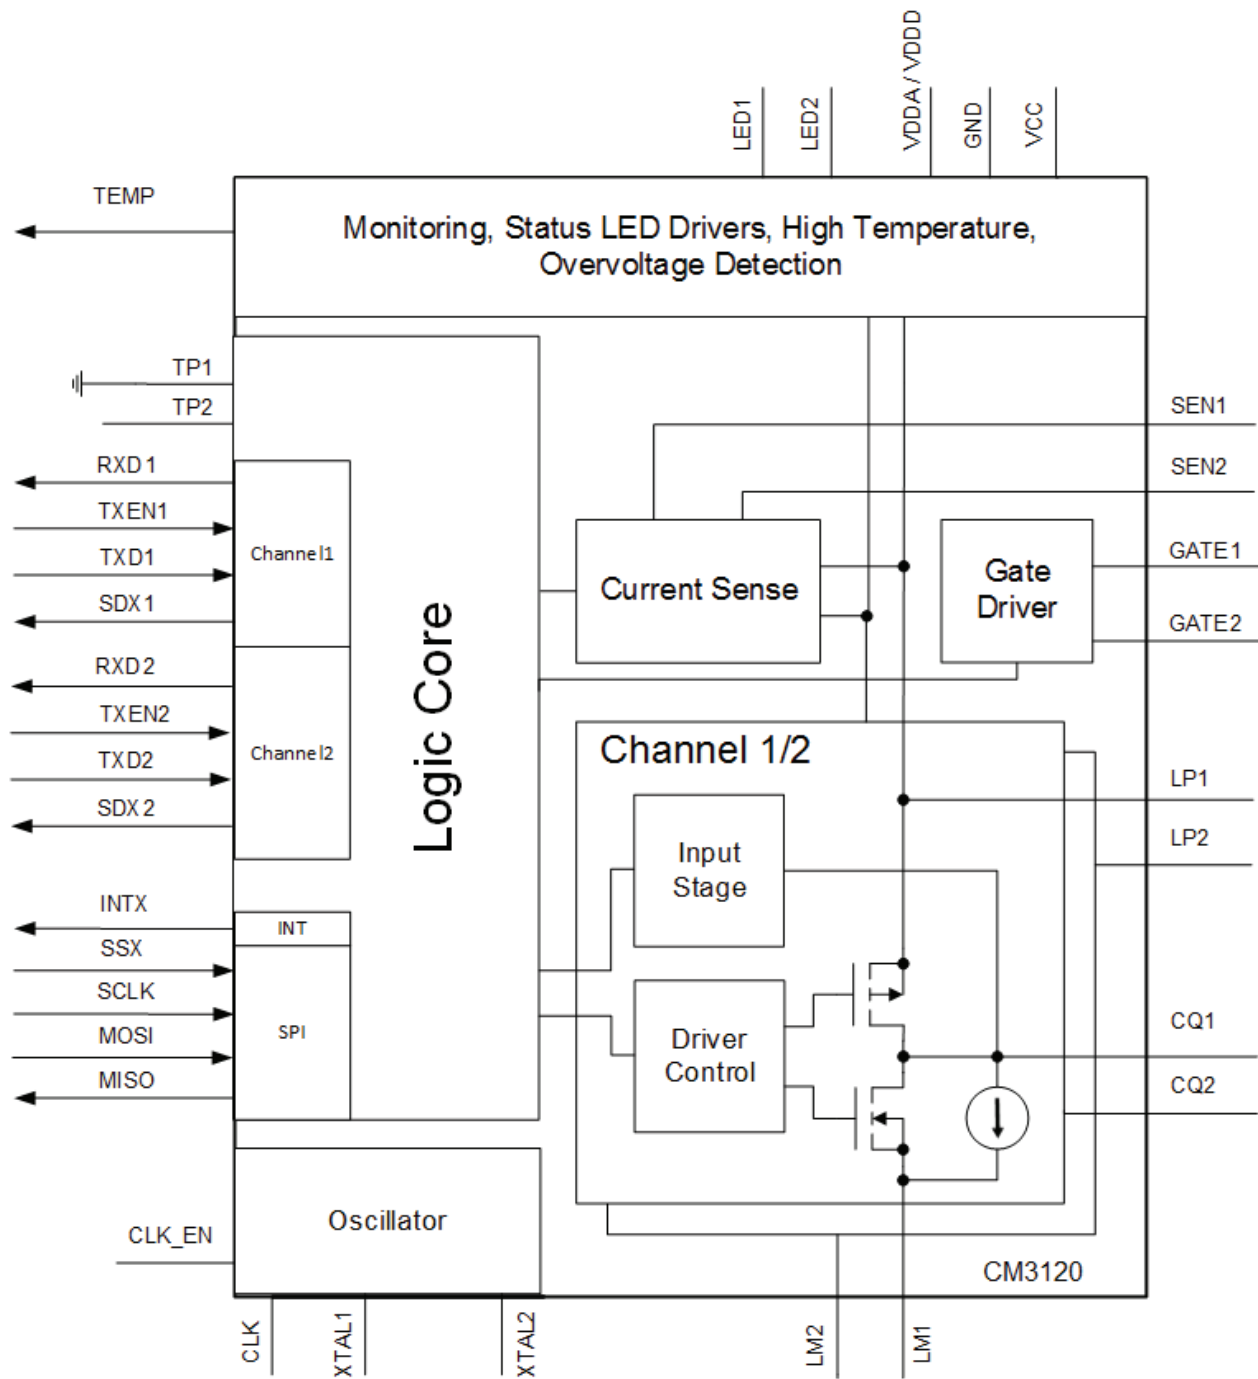 LED1
LED2
VDDA / VDDD
GND
VCC
TEMP
Monitoring, Status LED Drivers, High Temperature,
Overvoltage Detection
TP1
TP2
RXD1
TXEN1
TXD1
SDX1
RXD2
TXEN2
TXD2
SDX2
INTX
SSX
SCLK
MOSI
MISO
CLK_EN
Channel1
Channel2
INT
SPI
Logic Core
Oscillator
CLK
XTAL1
XTAL2
Current Sense
Gate
Driver
Channel 1/2
Input
Stage
Driver
Control
SEN1
SEN2
GATE1
GATE2
LP1
LP2
CQ1
CQ2
CM3120
LM2
LM1